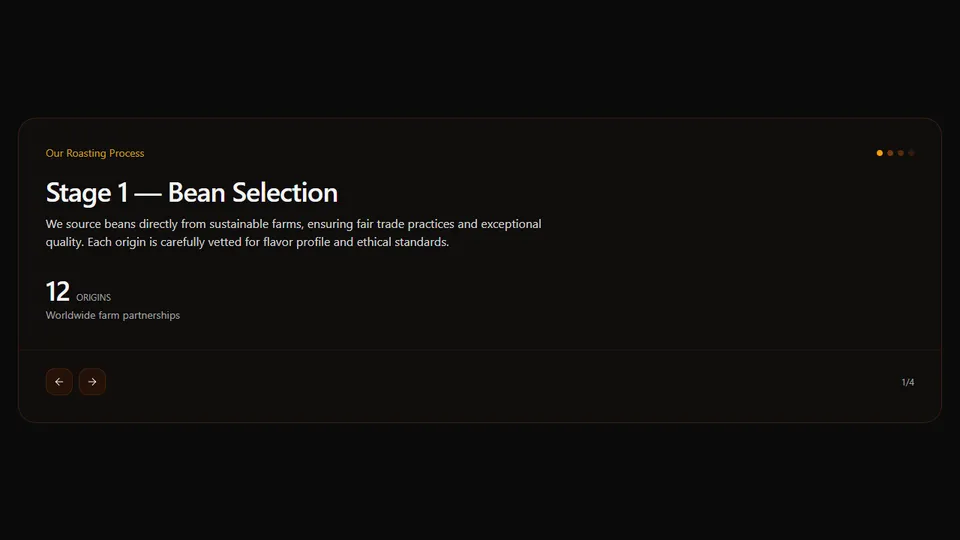 Our Roasting Process
Stage 1 — Bean Selection
We source beans directly from sustainable farms, ensuring fair trade practices and exceptional
quality. Each origin is carefully vetted for flavor profile and ethical standards.
12 ORIGINS
Worldwide farm partnerships
1/4